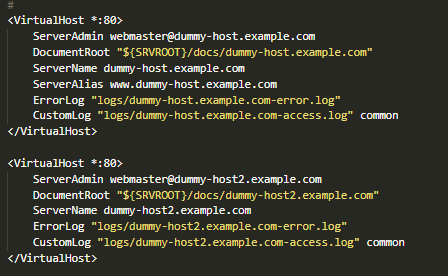 #
<VirtualHost *:80>
    ServerAdmin webmaster@dummy-host.example.com
    DocumentRoot "${SRVROOT}/docs/dummy-host.example.com"
    ServerName dummy-host.example.com
    ServerAlias www.dummy-host.example.com
    ErrorLog "logs/dummy-host.example.com-error.log"
    CustomLog "logs/dummy-host.example.com-access.log" common
</VirtualHost>

<VirtualHost *:80>
    ServerAdmin webmaster@dummy-host2.example.com
    DocumentRoot "${SRVROOT}/docs/dummy-host2.example.com"
    ServerName dummy-host2.example.com
    ErrorLog "logs/dummy-host2.example.com-error.log"
    CustomLog "logs/dummy-host2.example.com-access.log" common
</VirtualHost>